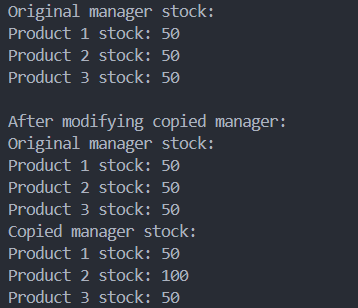 Original manager stock:
Product 1 stock: 50
Product 2 stock: 50
Product 3 stock: 50

After modifying copied manager:
Original manager stock:
Product 1 stock: 50
Product 2 stock: 50
Product 3 stock: 50
Copied manager stock:
Product 1 stock: 50
Product 2 stock: 100
Product 3 stock: 50